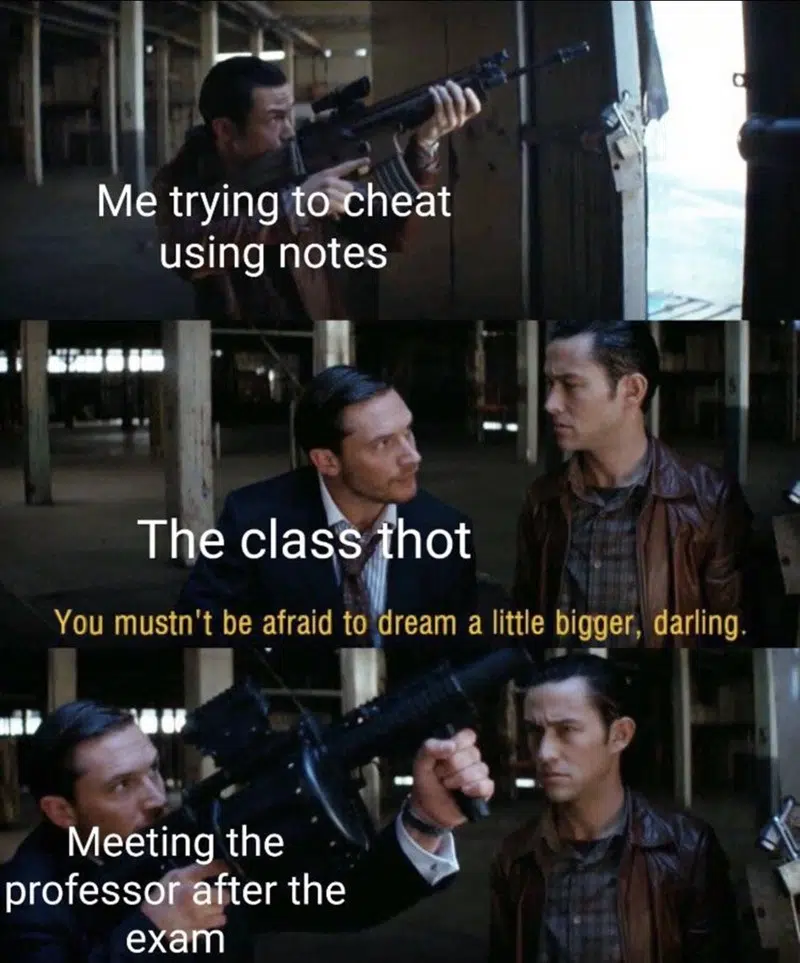 Me trying to cheat
using notes
The class thot
You mustn't be afraid to dream a little bigger, darling.
Meeting the
professor after the
exam